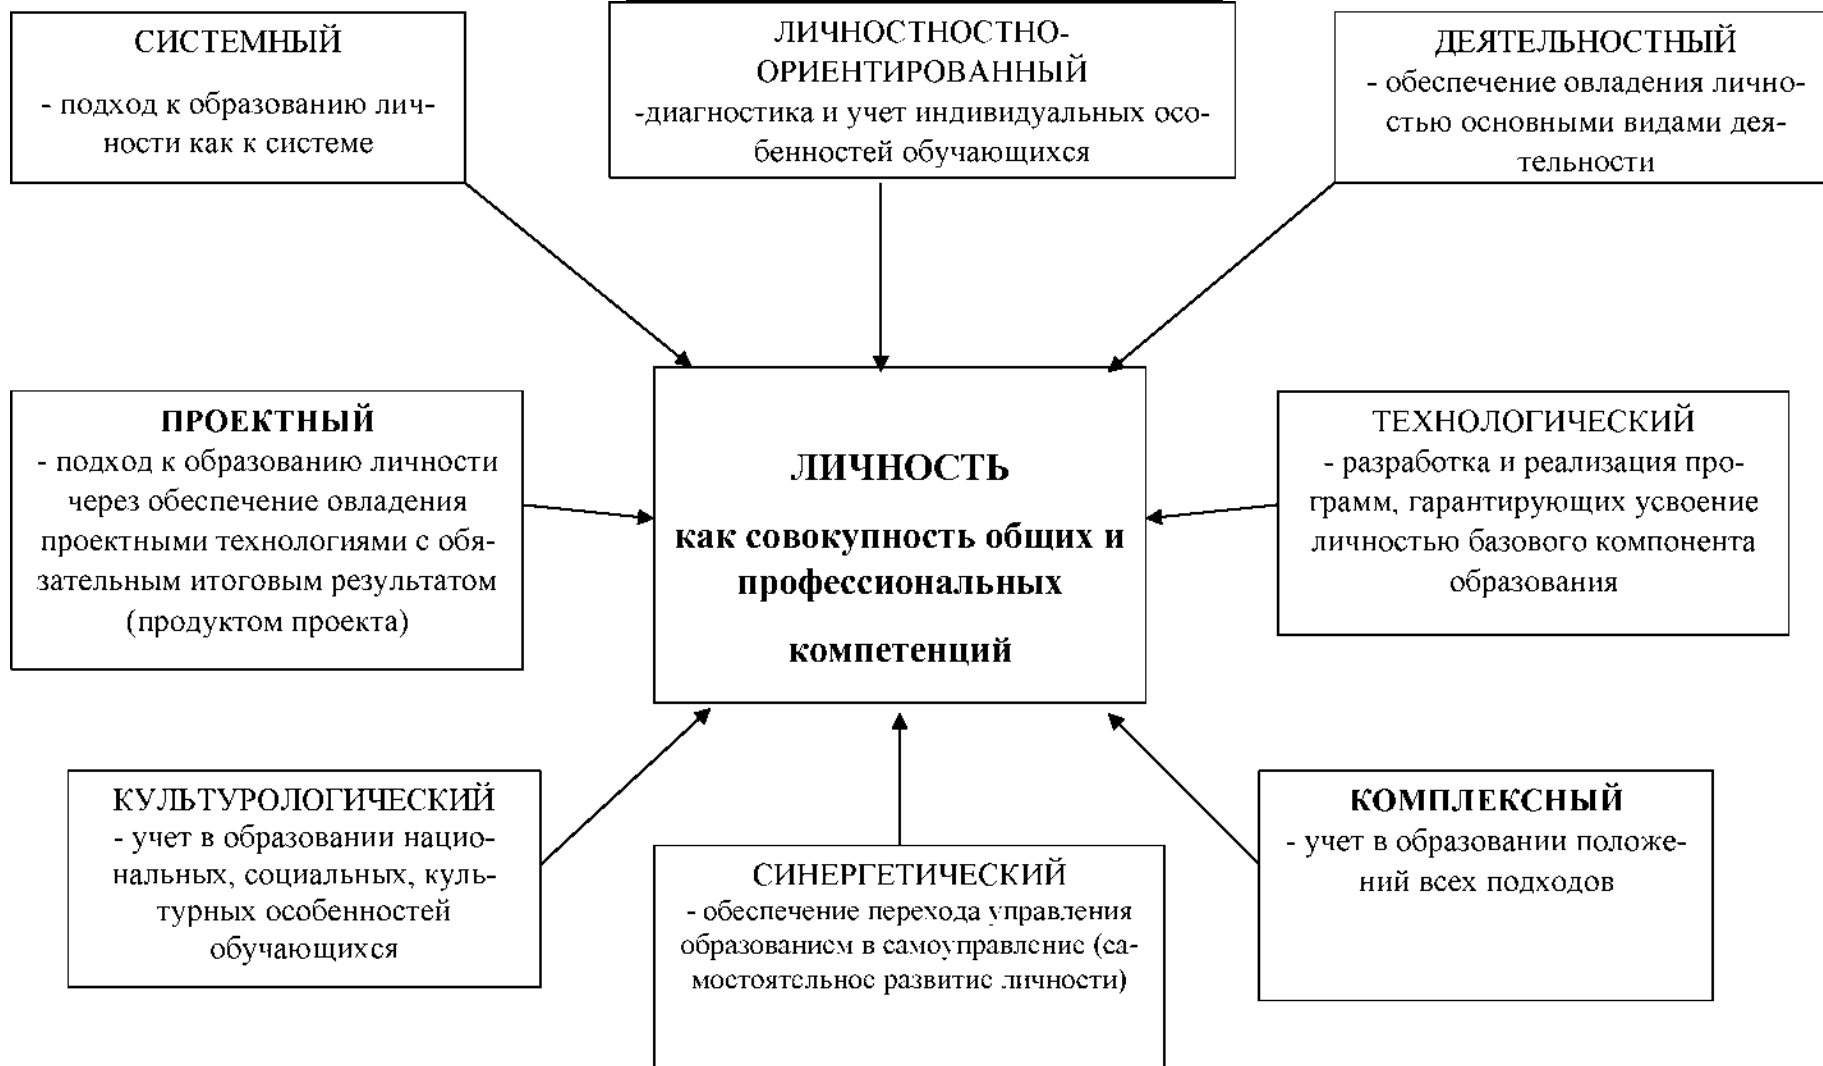 СИСТЕМНЫЙ
- подход к образованию лич-
ности как к системе
ЛИЧНОСТНОСТНО-
ОРИЕНТИРОВАННЫЙ
-диагностика и учет индивидуальных осо-
бенностей обучающихся
ДЕЯТЕЛЬНОСТНЫЙ
- обеспечение овладения лично-
стью основными видами дея-
тельности
ПРОЕКТНЫЙ
- подход к образованию личности
через обеспечение овладения
проектными технологиями с обя-
зательным итоговым результатом
(продуктом проекта)
ЛИЧНОСТЬ
как совокупность общих и
профессиональных
компетенций
ТЕХНОЛОГИЧЕСКИЙ
- разработка и реализация про-
грамм, гарантирующих усвоение
личностью базового компонента
образования
КУЛЬТУРОЛОГИЧЕСКИЙ
- учет в образовании нацио-
нальных, социальных, куль-
турных особенностей
обучающихся
СИНЕРГЕТИЧЕСКИЙ
- обеспечение перехода управления
образованием в самоуправление (са-
мостоятельное развитие личности)
КОМПЛЕКСНЫЙ
- учет в образовании положе-
ний всех подходов